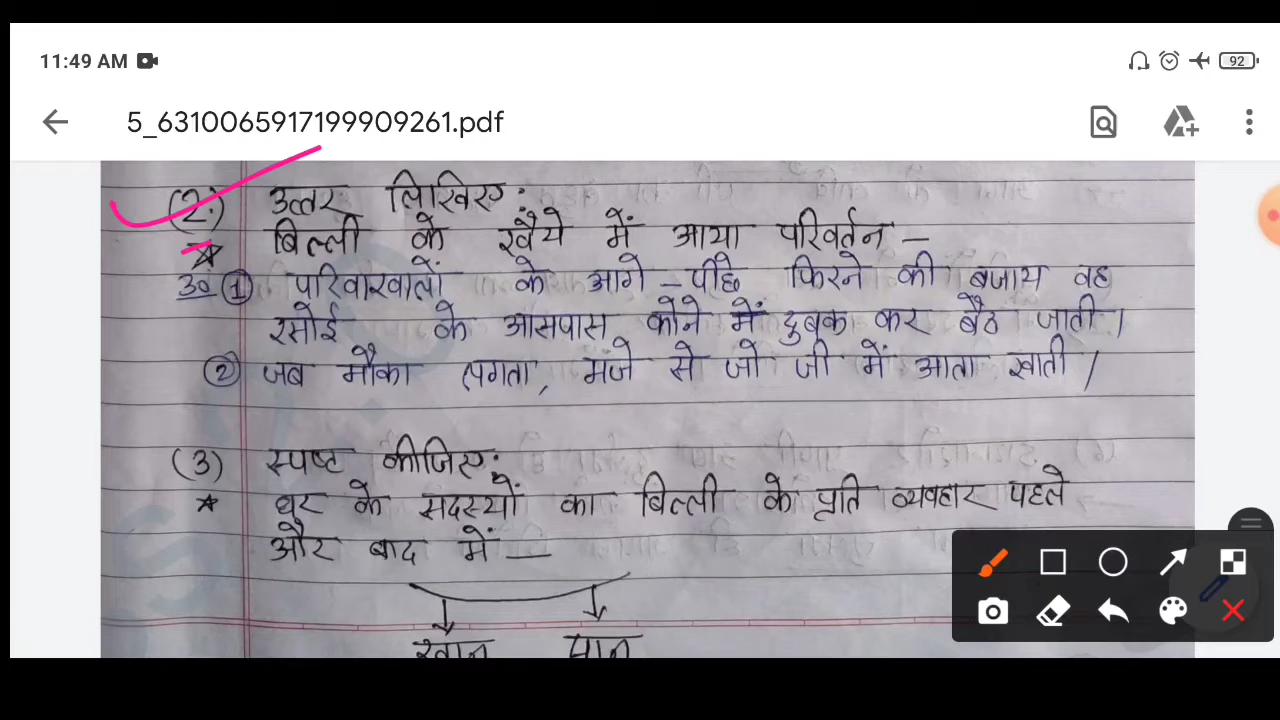 11:49 AM
92
5_6310065917199909261.pdf
(2.) उत्तर लिखिए:
* बिल्ली के रवैये में आया परिवर्तन –
उ० ① परिवारवालों के आगे – पीछे फिरने की बजाय वह
रसोई के आसपास कोने में दुबक कर बैठ जाती।
② जब मौका लगता, मजे से जो जी में आता खाती।
(3) स्पष्ट कीजिए:
* घर के सदस्यों का बिल्ली के प्रति व्यवहार पहले
और बाद में –
खान पान